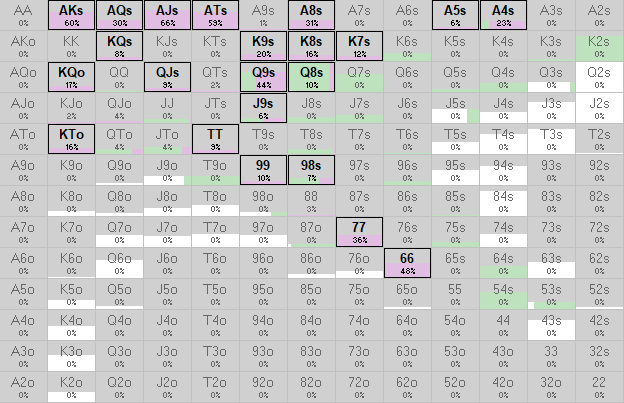 AA AKs AQs AJs ATs A9s A8s A7s A6s A5s A4s A3s A2s
0% 60% 30% 66% 59% 1% 31% 0% 0% 6% 23% 0% 0%
AKo KK KQs KJs KTs K9s K8s K7s K6s K5s K4s K3s K2s
0% 0% 8% 0% 0% 20% 16% 12% 0% 0% 0% 0% 0%
AQo KQo QQ QJs QTs Q9s Q8s Q7s Q6s Q5s Q4s Q3s Q2s
0% 17% 0% 9% 2% 44% 10% 0% 0% 0% 0% 0% 0%
AJo KJo QJo JJ JTs J9s J8s J7s J6s J5s J4s J3s J2s
0% 2% 4% 0% 0% 6% 0% 0% 0% 0% 0% 0% 0%
ATo KTo QTo JTo TT T9s T8s T7s T6s T5s T4s T3s T2s
0% 16% 4% 4% 9% 0% 0% 0% 0% 0% 0% 0% 0%
A9o K9o Q9o J9o T9o 99 98s 97s 96s 95s 94s 93s 92s
0% 0% 0% 0% 0% 10% 7% 0% 0% 0% 0% 0% 0%
A8o K8o Q8o J8o T8o 98o 88 87s 86s 85s 84s 83s 82s
0% 0% 0% 0% 0% 0% 3% 0% 0% 0% 0% 0% 0%
A7o K7o Q7o J7o T7o 97o 87o 77 76s 75s 74s 73s 72s
0% 0% 0% 0% 0% 0% 0% 36% 0% 0% 0% 0% 0%
A6o K6o Q6o J6o T6o 96o 86o 76o 66 65s 64s 63s 62s
0% 0% 0% 0% 0% 0% 0% 0% 48% 0% 0% 0% 0%
A5o K5o Q5o J5o T5o 95o 85o 75o 65o 55 54s 53s 52s
0% 0% 0% 0% 0% 0% 0% 0% 0% 0% 0% 0% 0%
A4o K4o Q4o J4o T4o 94o 84o 74o 64o 54o 44 43s 42s
0% 0% 0% 0% 0% 0% 0% 0% 0% 0% 0% 0% 0%
A3o K3o Q3o J3o T3o 93o 83o 73o 63o 53o 43o 33 32s
0% 0% 0% 0% 0% 0% 0% 0% 0% 0% 0% 0% 0%
A2o K2o Q2o J2o T2o 92o 82o 72o 62o 52o 42o 32o 22
0% 0% 0% 0% 0% 0% 0% 0% 0% 0% 0% 0% 0%